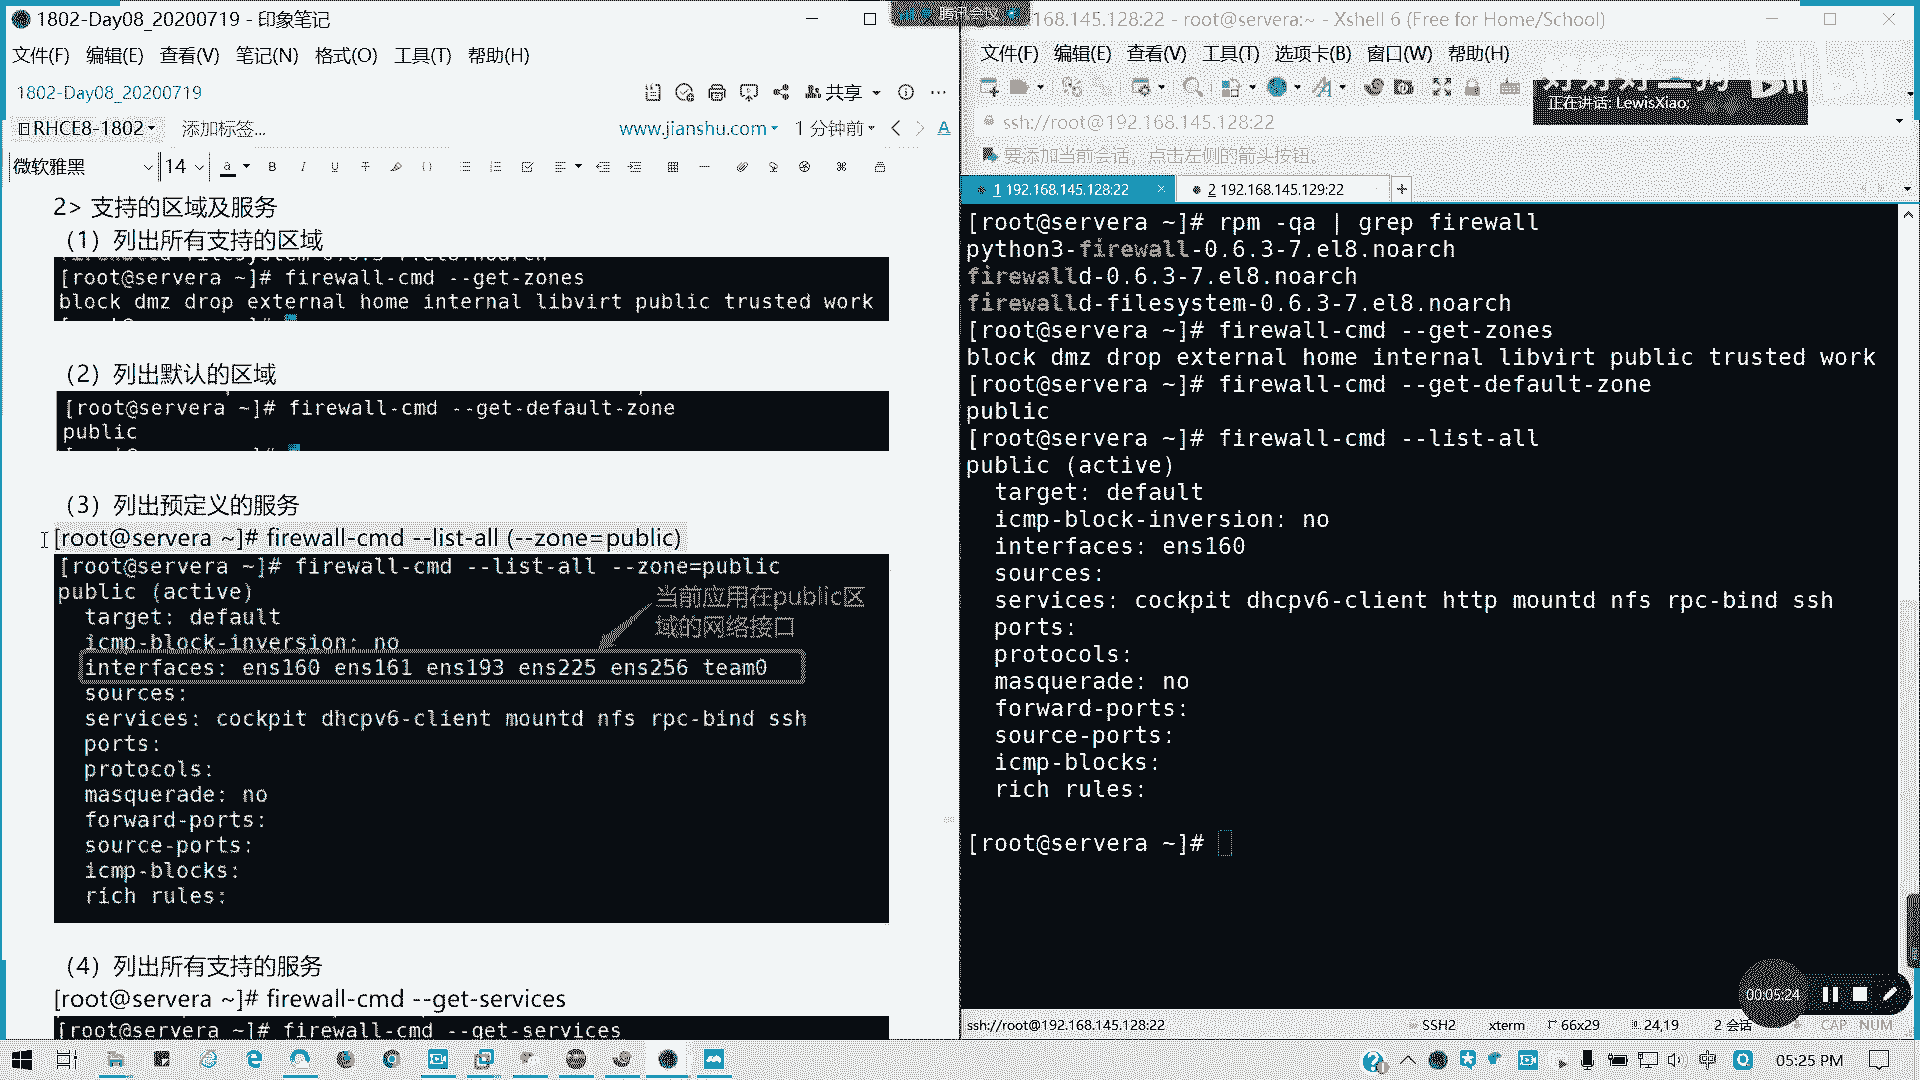 1802-Day08_20200719 - 印象笔记
文件(F) 编辑(E) 查看(V) 笔记(N) 格式(O) 工具(T) 帮助(H)
1802-Day08_20200719
共享
RHCE8-1802 添加标签...
www.jianshu.com 1 分钟前
微软雅黑 14
2> 支持的区域及服务
（1）列出所有支持的区域
[root@servera ~]# firewall-cmd --get-zones
block dmz drop external home internal libvirt public trusted work
（2）列出默认的区域
[root@servera ~]# firewall-cmd --get-default-zone
public
（3）列出预定义的服务
[root@servera ~]# firewall-cmd --list-all (--zone=public)
[root@servera ~]# firewall-cmd --list-all --zone=public
public (active)
当前应用在public区
域的网络接口
target: default
icmp-block-inversion: no
interfaces: ens160 ens161 ens193 ens225 ens256 team0
sources:
services: cockpit dhcpv6-client mountd nfs rpc-bind ssh
ports:
protocols:
masquerade: no
forward-ports:
source-ports:
icmp-blocks:
rich rules:
（4）列出所有支持的服务
[root@servera ~]# firewall-cmd --get-services
[root@servera ~]# firewall-cmd --get-services
腾讯会议
168.145.128:22 - root@servera:~ - Xshell 6 (Free for Home/School)
文件(F) 编辑(E) 查看(V) 工具(T) 选项卡(B) 窗口(W) 帮助(H)
正在讲话: LewisXiao;
ssh://root@192.168.145.128:22
要添加当前会话，点击左侧的箭头按钮。
1 192.168.145.128:22
2 192.168.145.129:22
[root@servera ~]# rpm -qa | grep firewall
python3-firewall-0.6.3-7.el8.noarch
firewalld-0.6.3-7.el8.noarch
firewalld-filesystem-0.6.3-7.el8.noarch
[root@servera ~]# firewall-cmd --get-zones
block dmz drop external home internal libvirt public trusted work
[root@servera ~]# firewall-cmd --get-default-zone
public
[root@servera ~]# firewall-cmd --list-all
public (active)
target: default
icmp-block-inversion: no
interfaces: ens160
sources:
services: cockpit dhcpv6-client http mountd nfs rpc-bind ssh
ports:
protocols:
masquerade: no
forward-ports:
source-ports:
icmp-blocks:
rich rules:
[root@servera ~]#
00:05:24
ssh://root@192.168.145.128:22 SSH2 xterm 66x29 24,19 2 会话 CAP NUM
中 05:25 PM